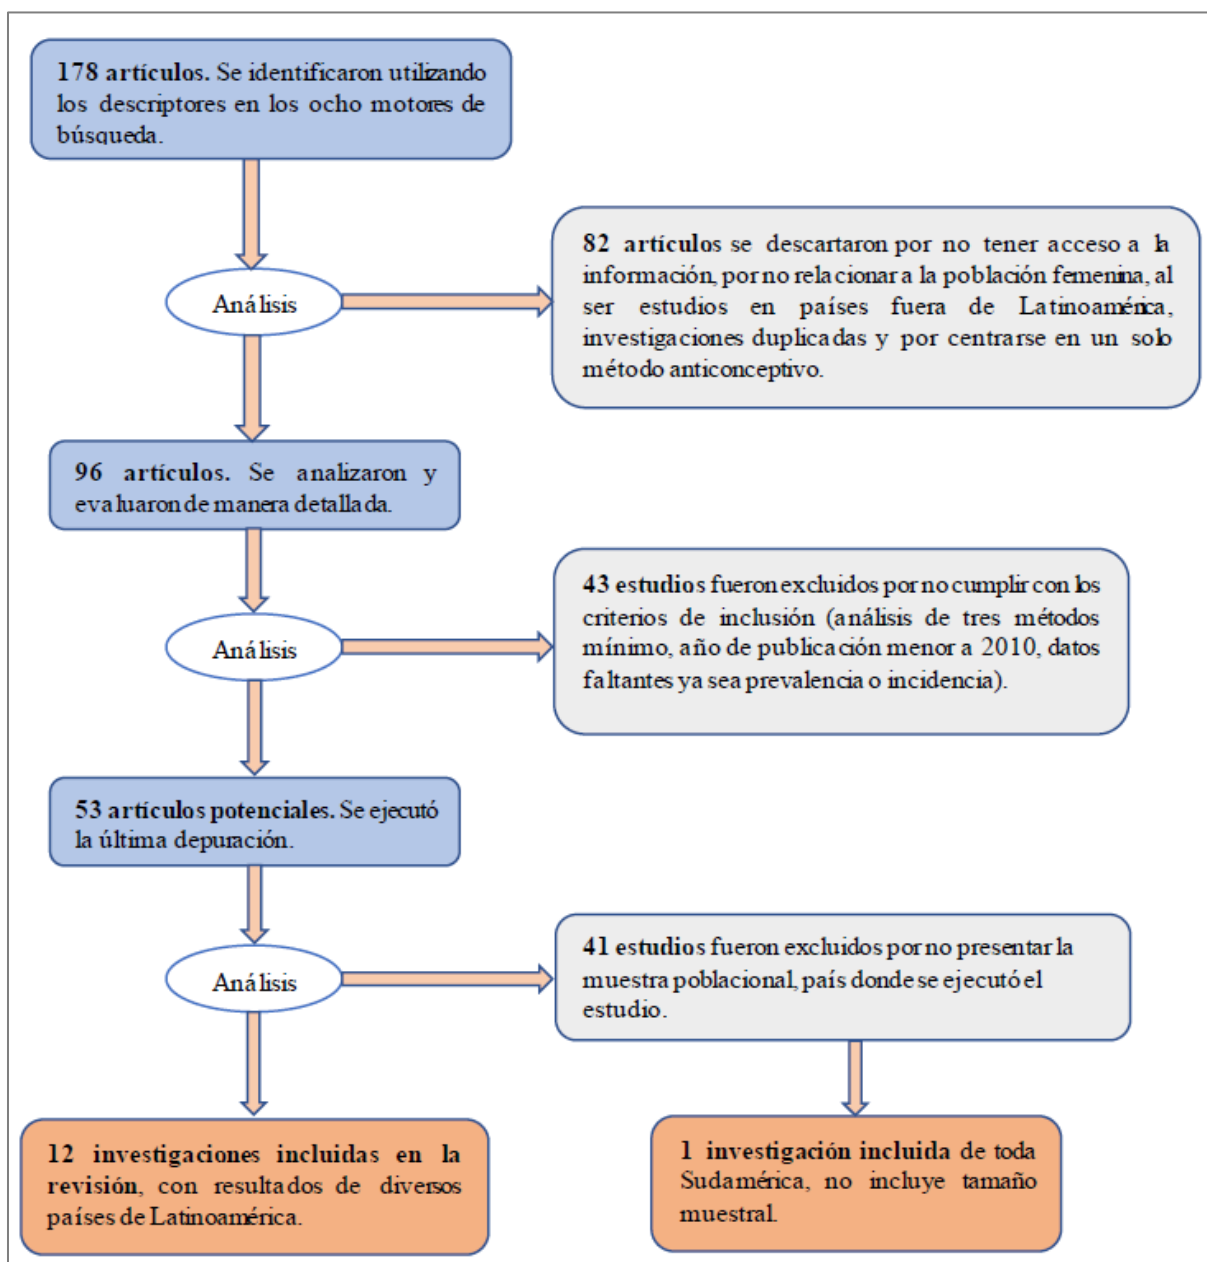 178 artículos. Se identificaron utilizando
los descriptores en los ocho motores de
búsqueda.
82 artículos se descartaron por no tener acceso a la
información, por no relacionar a la población femenina, al
ser estudios en países fuera de Latinoamérica,
investigaciones duplicadas y por centrarse en un solo
método anticonceptivo.
Análisis
96 artículos. Se analizaron y
evaluaron de manera detallada.
43 estudios fueron excluidos por no cumplir con los
criterios de inclusión (análisis de tres métodos
mínimo, año de publicación menor a 2010, datos
faltantes ya sea prevalencia o incidencia).
Análisis
53 artículos potenciales. Se ejecutó
la última depuración.
41 estudios fueron excluidos por no presentar la
muestra poblacional, país donde se ejecutó el
estudio.
Análisis
12 investigaciones incluidas en la
revisión, con resultados de diversos
países de Latinoamérica.
1 investigación incluida de toda
Sudamérica, no incluye tamaño
muestral.